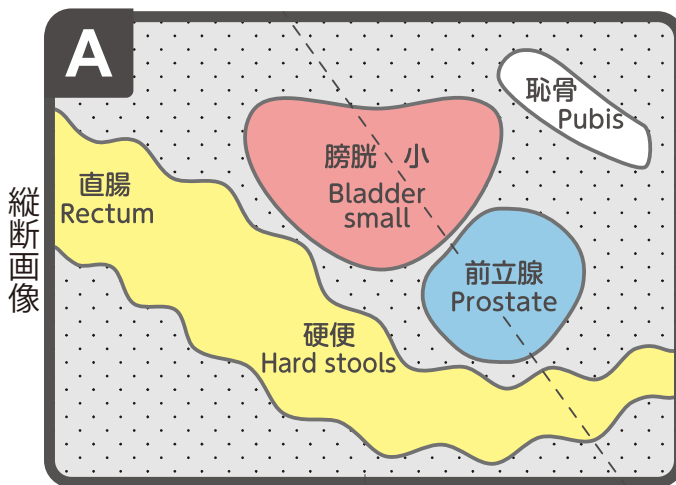 A
恥骨
Pubis
膀胱 小
Bladder
small
直腸
Rectum
縦断画像
前立腺
Prostate
硬便
Hard stools